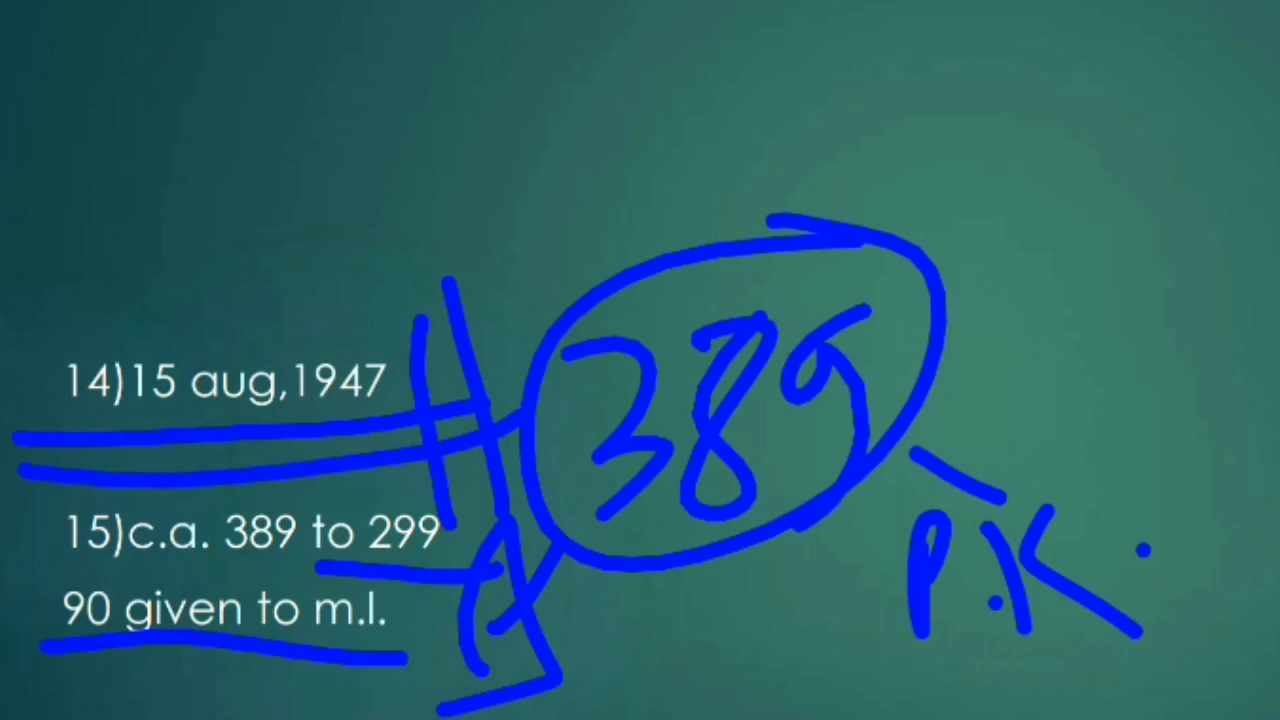 14)15 aug,1947
389
15)c.a. 389 to 299
P.K.
90 given to m.l.